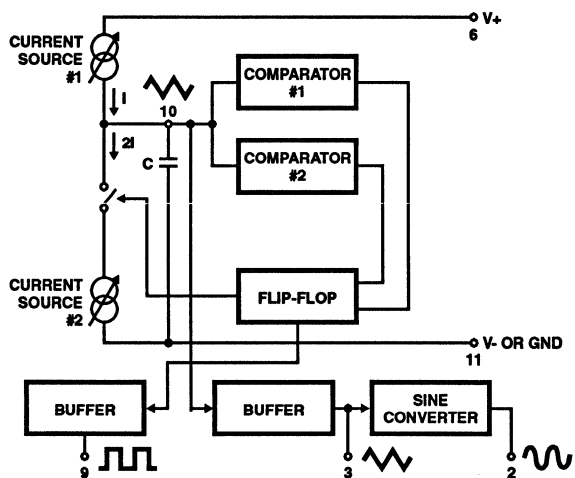 V+
6
CURRENT
SOURCE
#1
I
10
COMPARATOR
#1
2I
C
COMPARATOR
#2
CURRENT
SOURCE
#2
FLIP-FLOP
V- OR GND
11
BUFFER
BUFFER
SINE
CONVERTER
9
3
2